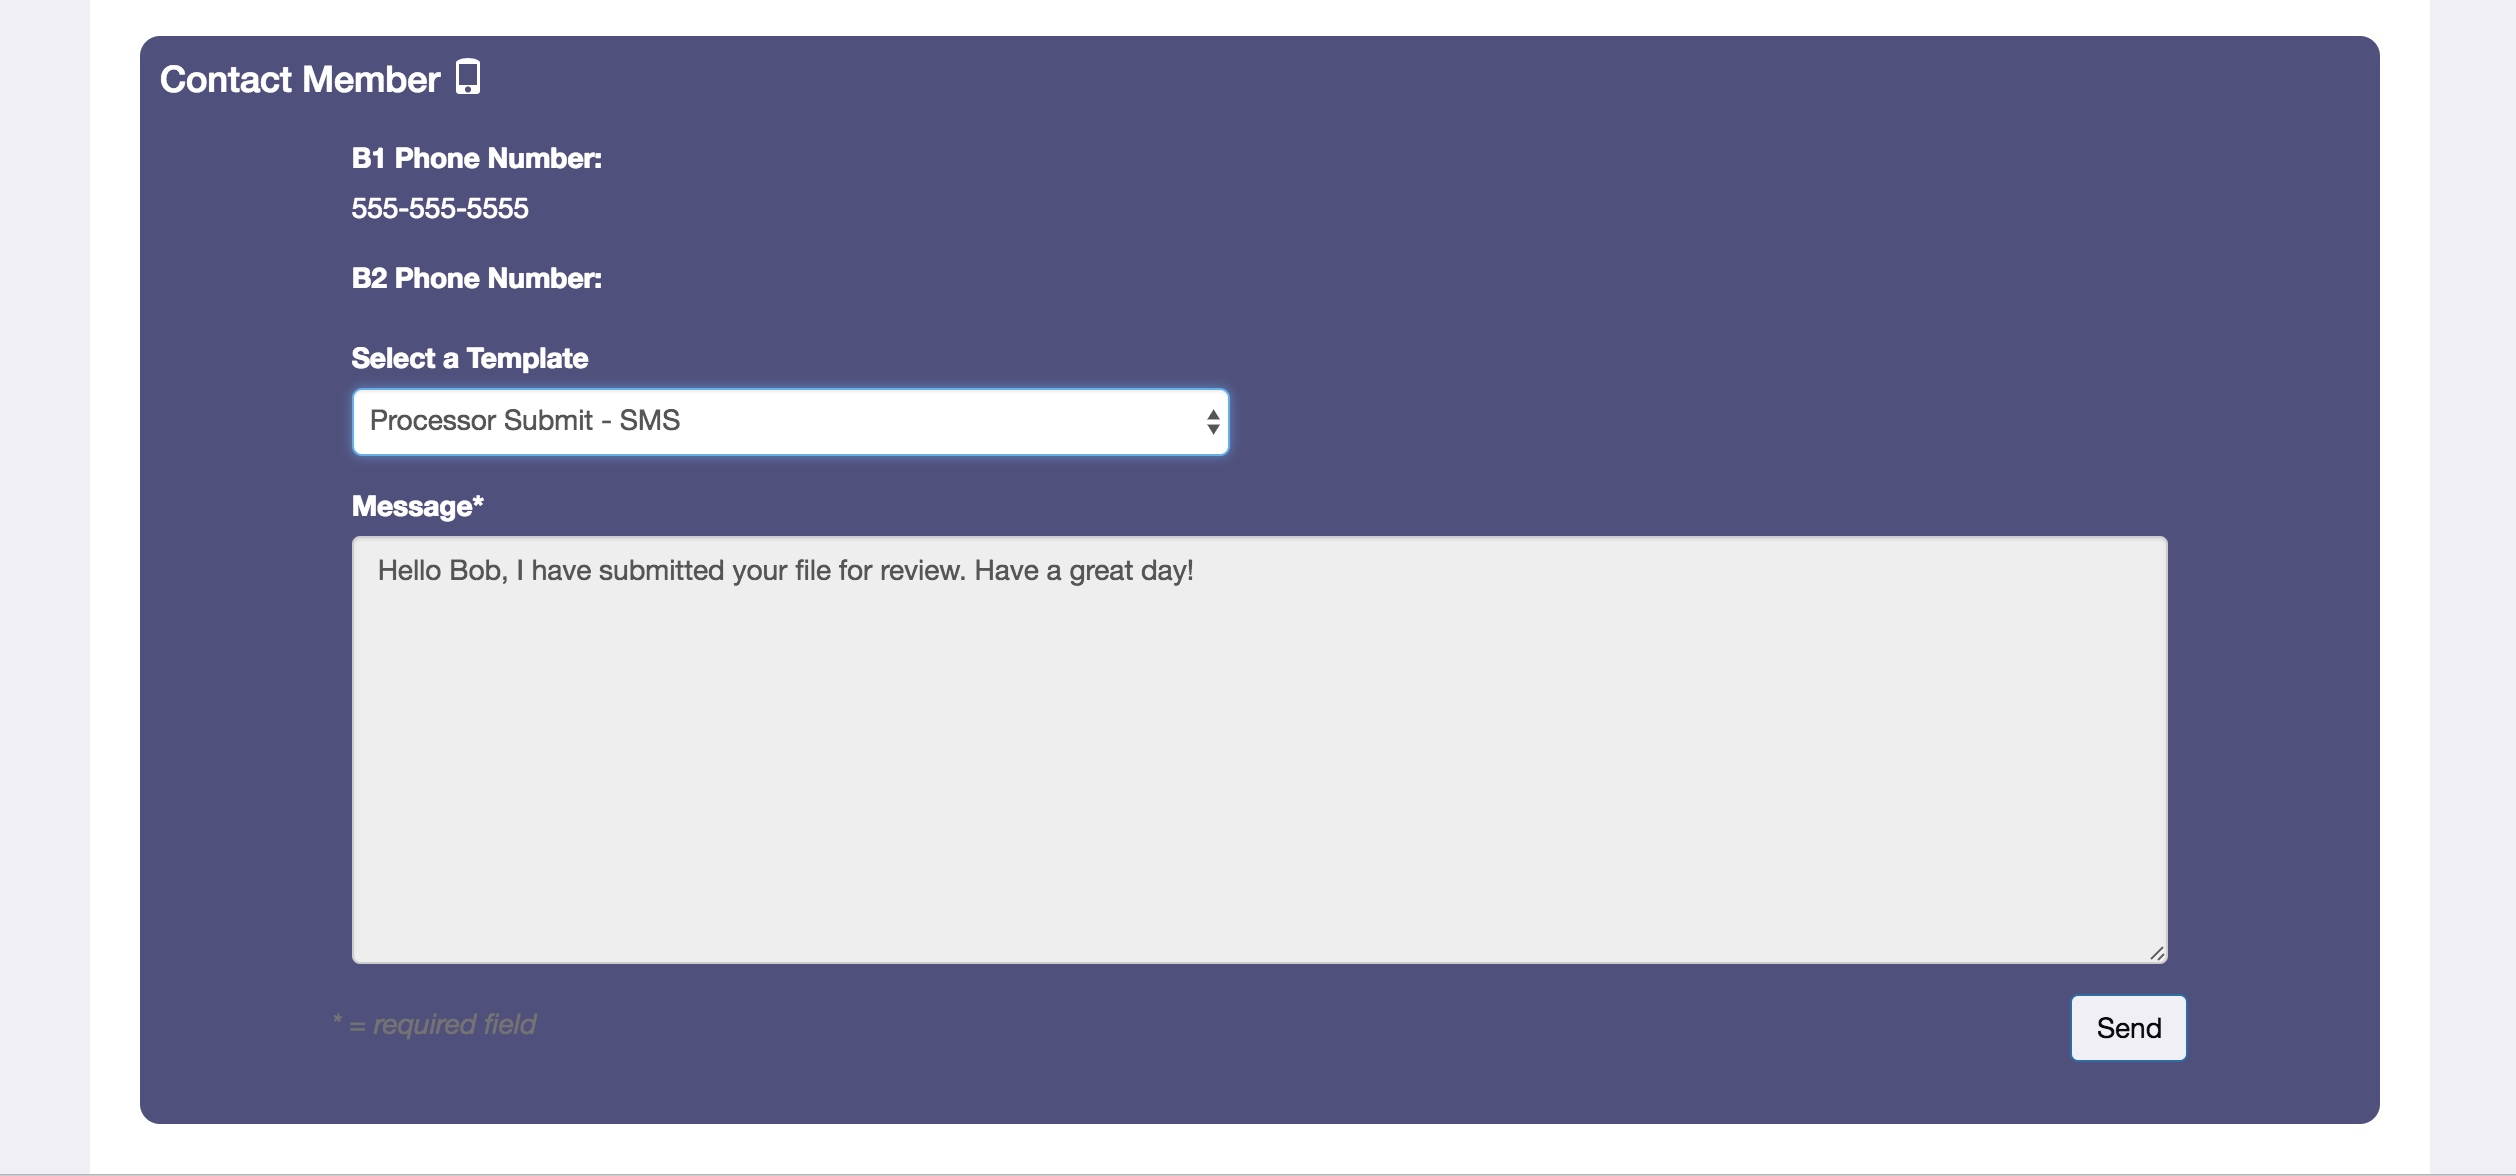 Contact Member
B1 Phone Number:
555-555-5555
B2 Phone Number:
Select a Template
Processor Submit - SMS
Message*
Hello Bob, I have submitted your file for review. Have a great day!
* = required field
Send